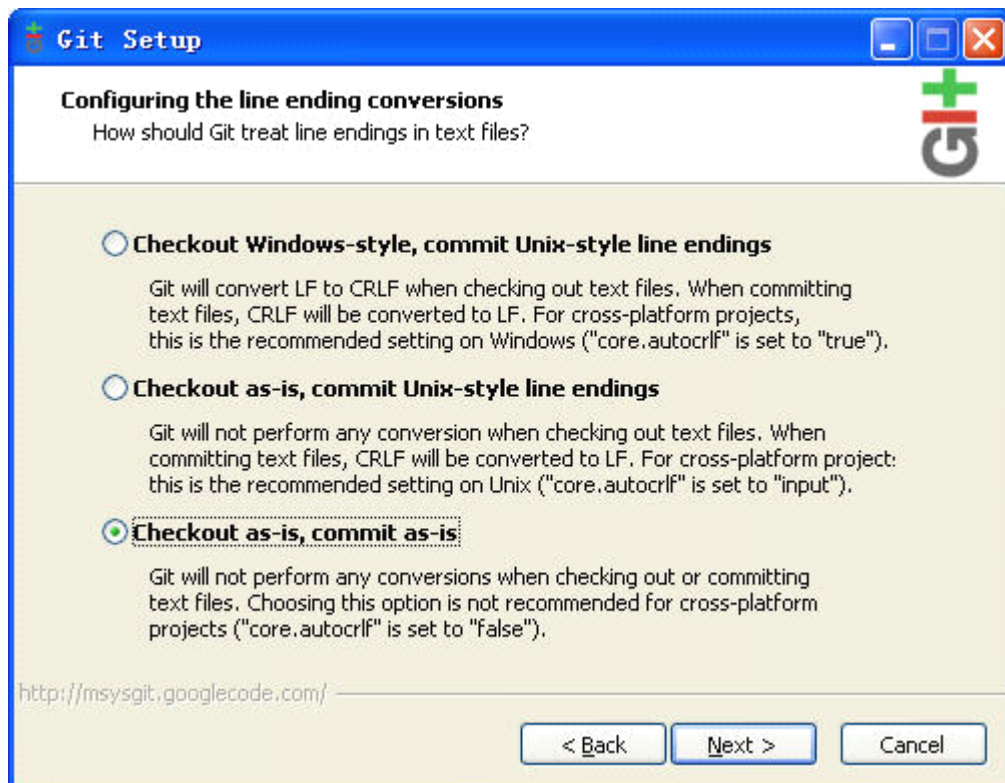 Git Setup
Configuring the line ending conversions
How should Git treat line endings in text files?
GIT
Checkout Windows-style, commit Unix-style line endings
Git will convert LF to CRLF when checking out text files. When committing
text files, CRLF will be converted to LF. For cross-platform projects,
this is the recommended setting on Windows ("core.autocrlf" is set to "true").
Checkout as-is, commit Unix-style line endings
Git will not perform any conversion when checking out text files. When
committing text files, CRLF will be converted to LF. For cross-platform project:
this is the recommended setting on Unix ("core.autocrlf" is set to "input").
Checkout as-is, commit as-is
Git will not perform any conversions when checking out or committing
text files. Choosing this option is not recommended for cross-platform
projects ("core.autocrlf" is set to "false").
http://msysgit.googlecode.com/
< Back
Next >
Cancel